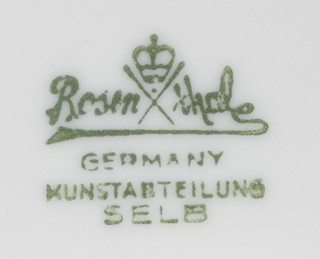 Rosenthal
GERMANY
KUNSTABTEILUNG
SELB